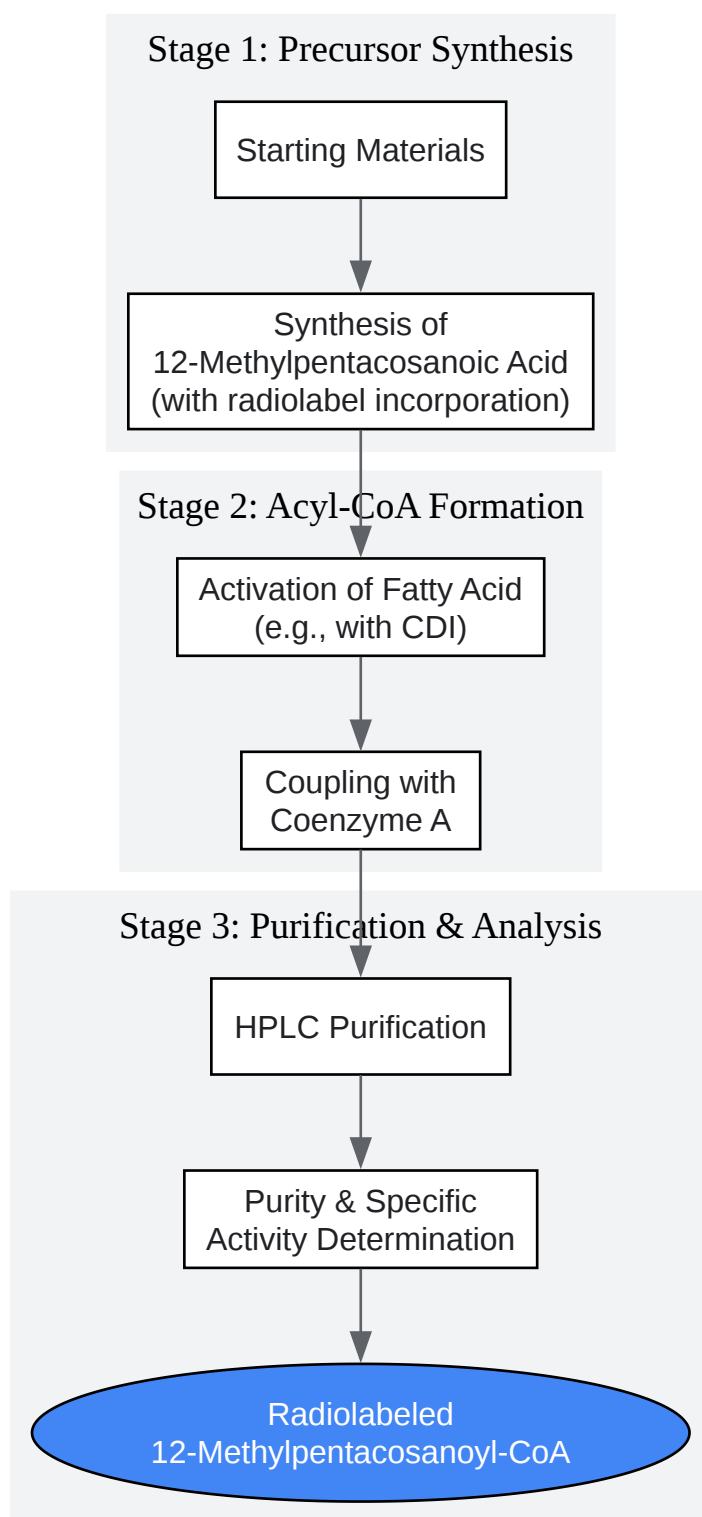 Stage 1: Precursor Synthesis
Starting Materials
Synthesis of
12-Methylpentacosanoic Acid
(with radiolabel incorporation)
Stage 2: Acyl-CoA Formation
Activation of Fatty Acid
(e.g., with CDI)
Coupling with
Coenzyme A
Stage 3: Purification & Analysis
HPLC Purification
Purity & Specific
Activity Determination
Radiolabeled
12-Methylpentacosanoyl-CoA